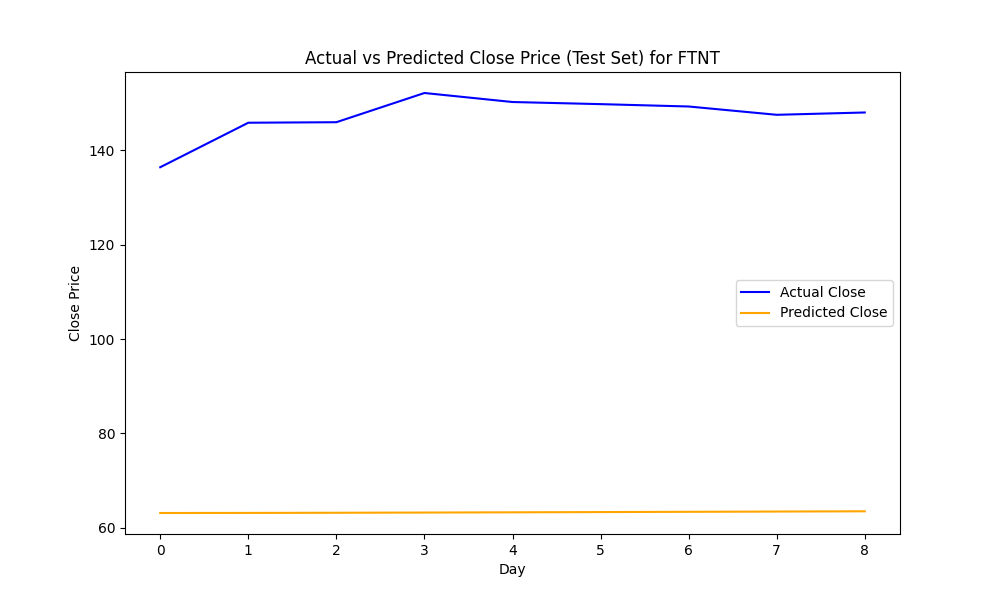 Actual vs Predicted Close Price (Test Set) for FTNT
Close Price
140
120
100
80
60
Actual Close
Predicted Close
0 1 2 3 4 5 6 7 8
Day